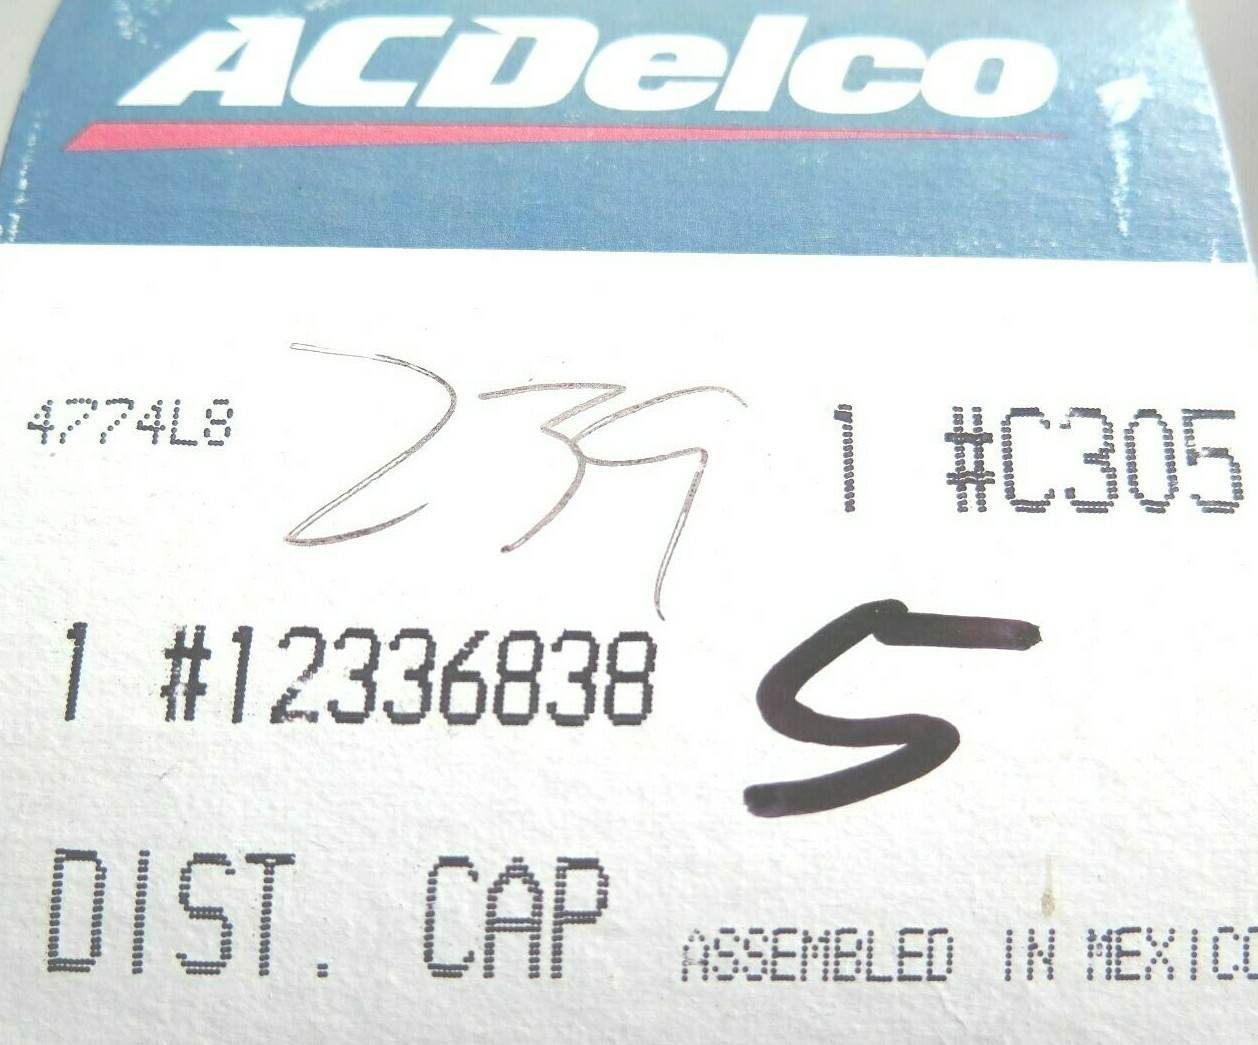 ACDelco
4774L8 239 1 #C305
1 #12336838 5
DIST. CAP ASSEMBLED IN MEXICO